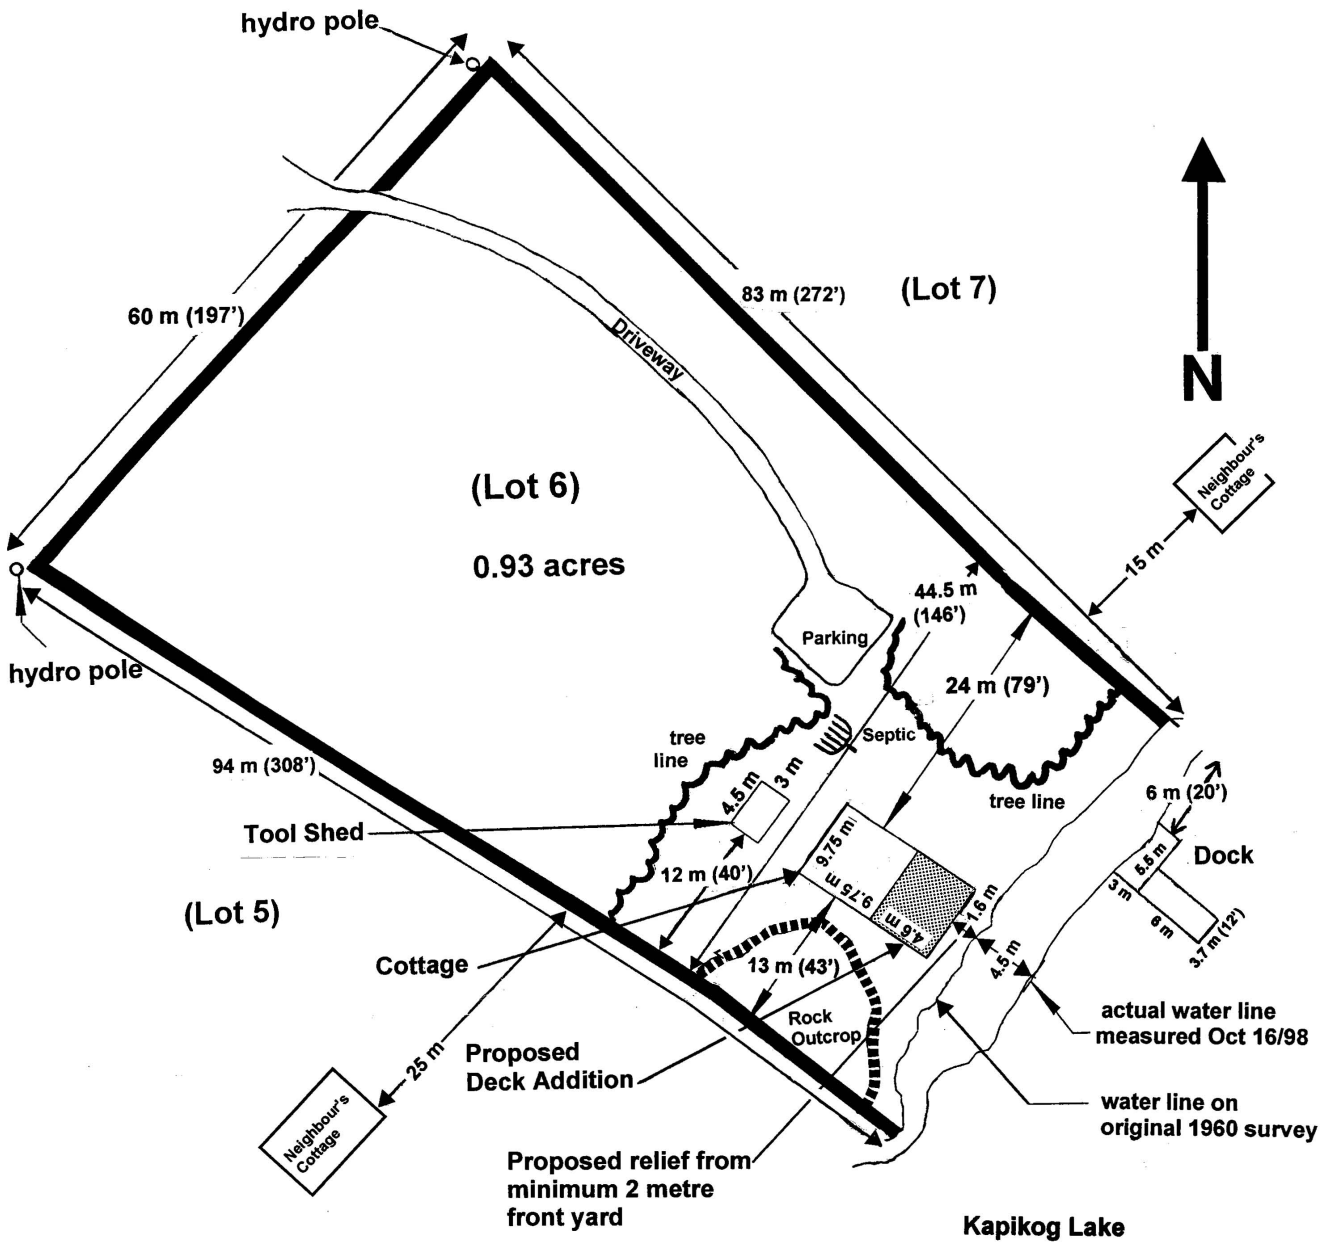 hydro pole
83 m (272')
(Lot 7)
60 m (197')
Driveway
N
Neighbour's
Cottage
(Lot 6)
0.93 acres
15 m
44.5 m
(146')
Parking
hydro pole
24 m (79')
tree
line
Septic
94 m (308')
4.5 m
3 m
tree line
6 m (20')
Tool Shed
9.75 m
9.75 m
5.5 m
Dock
12 m (40')
3 m
6 m
3.7 m (12')
(Lot 5)
4.6 m
1.6 m
Cottage
13 m (43')
4.5 m
Rock
Outcrop
actual water line
measured Oct 16/98
25 m
Proposed
Deck Addition
Neighbour's
Cottage
water line on
original 1960 survey
Proposed relief from
minimum 2 metre
front yard
Kapikog Lake